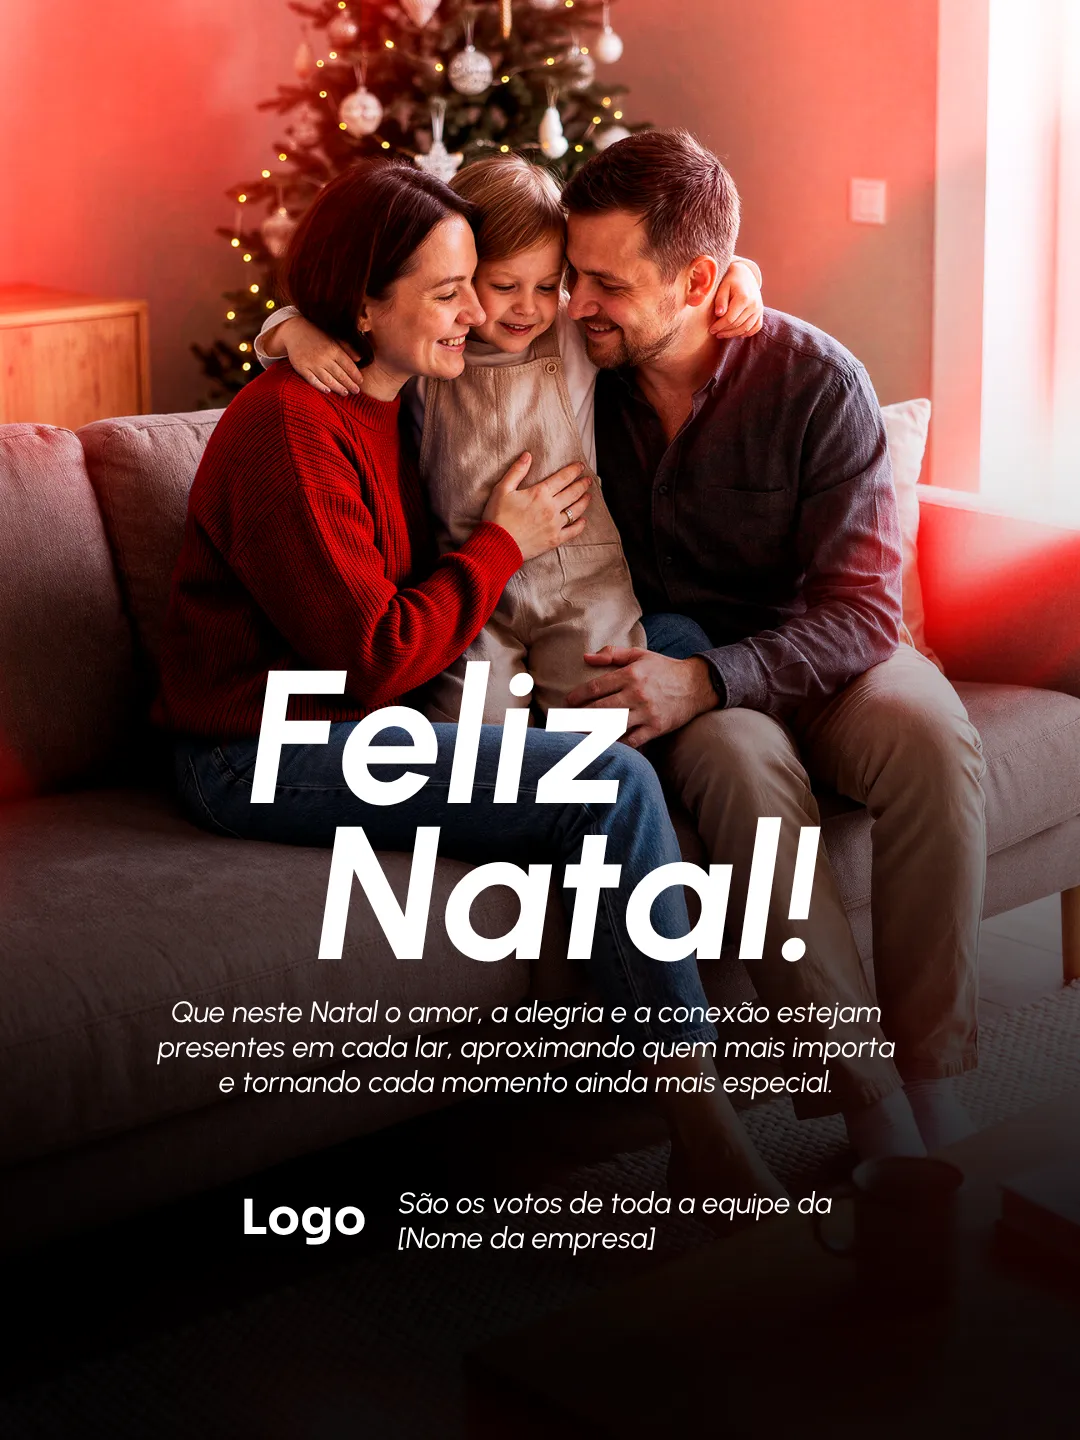 Feliz
Natal!
Que neste Natal o amor, a alegria e a conexão estejam
presentes em cada lar, aproximando quem mais importa
e tornando cada momento ainda mais especial.
Logo
São os votos de toda a equipe da
[Nome da empresa]